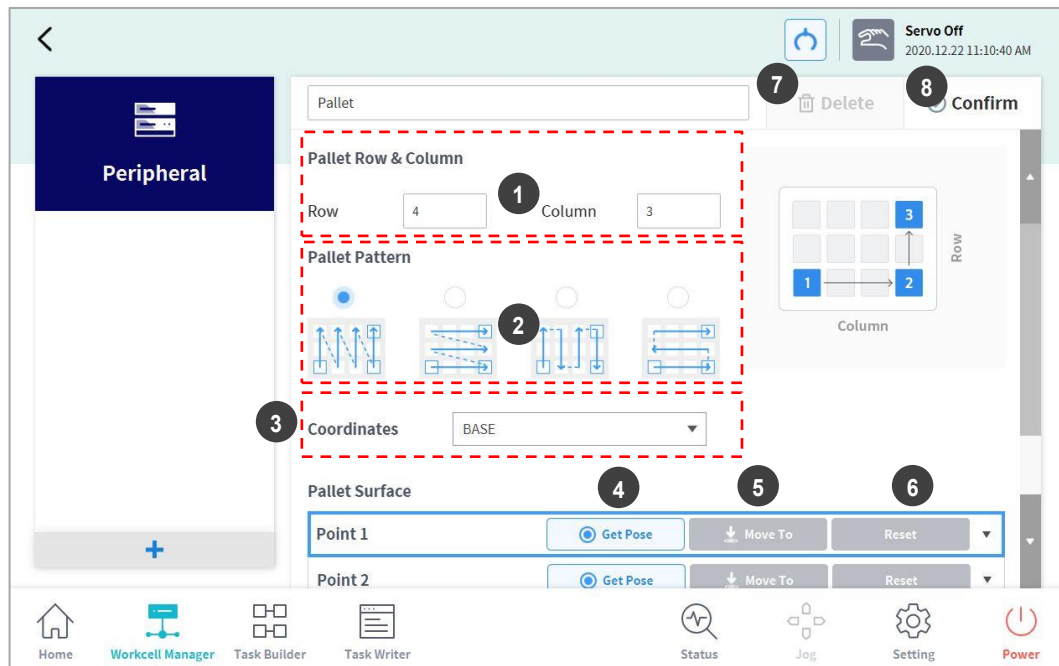 Servo Off
2020.12.22 11:10:40 AM
Peripheral
Pallet
7
Delete
8
Confirm
Pallet Row & Column
1
Row 4 Column 3
Pallet Pattern
2
3
1 2
Row
Column
3
Coordinates BASE
Pallet Surface
4 5 6
Point 1 Get Pose Move To Reset
Point 2 Get Pose Move To Reset
+
Home Workcell Manager Task Builder Task Writer Status Jog Setting Power